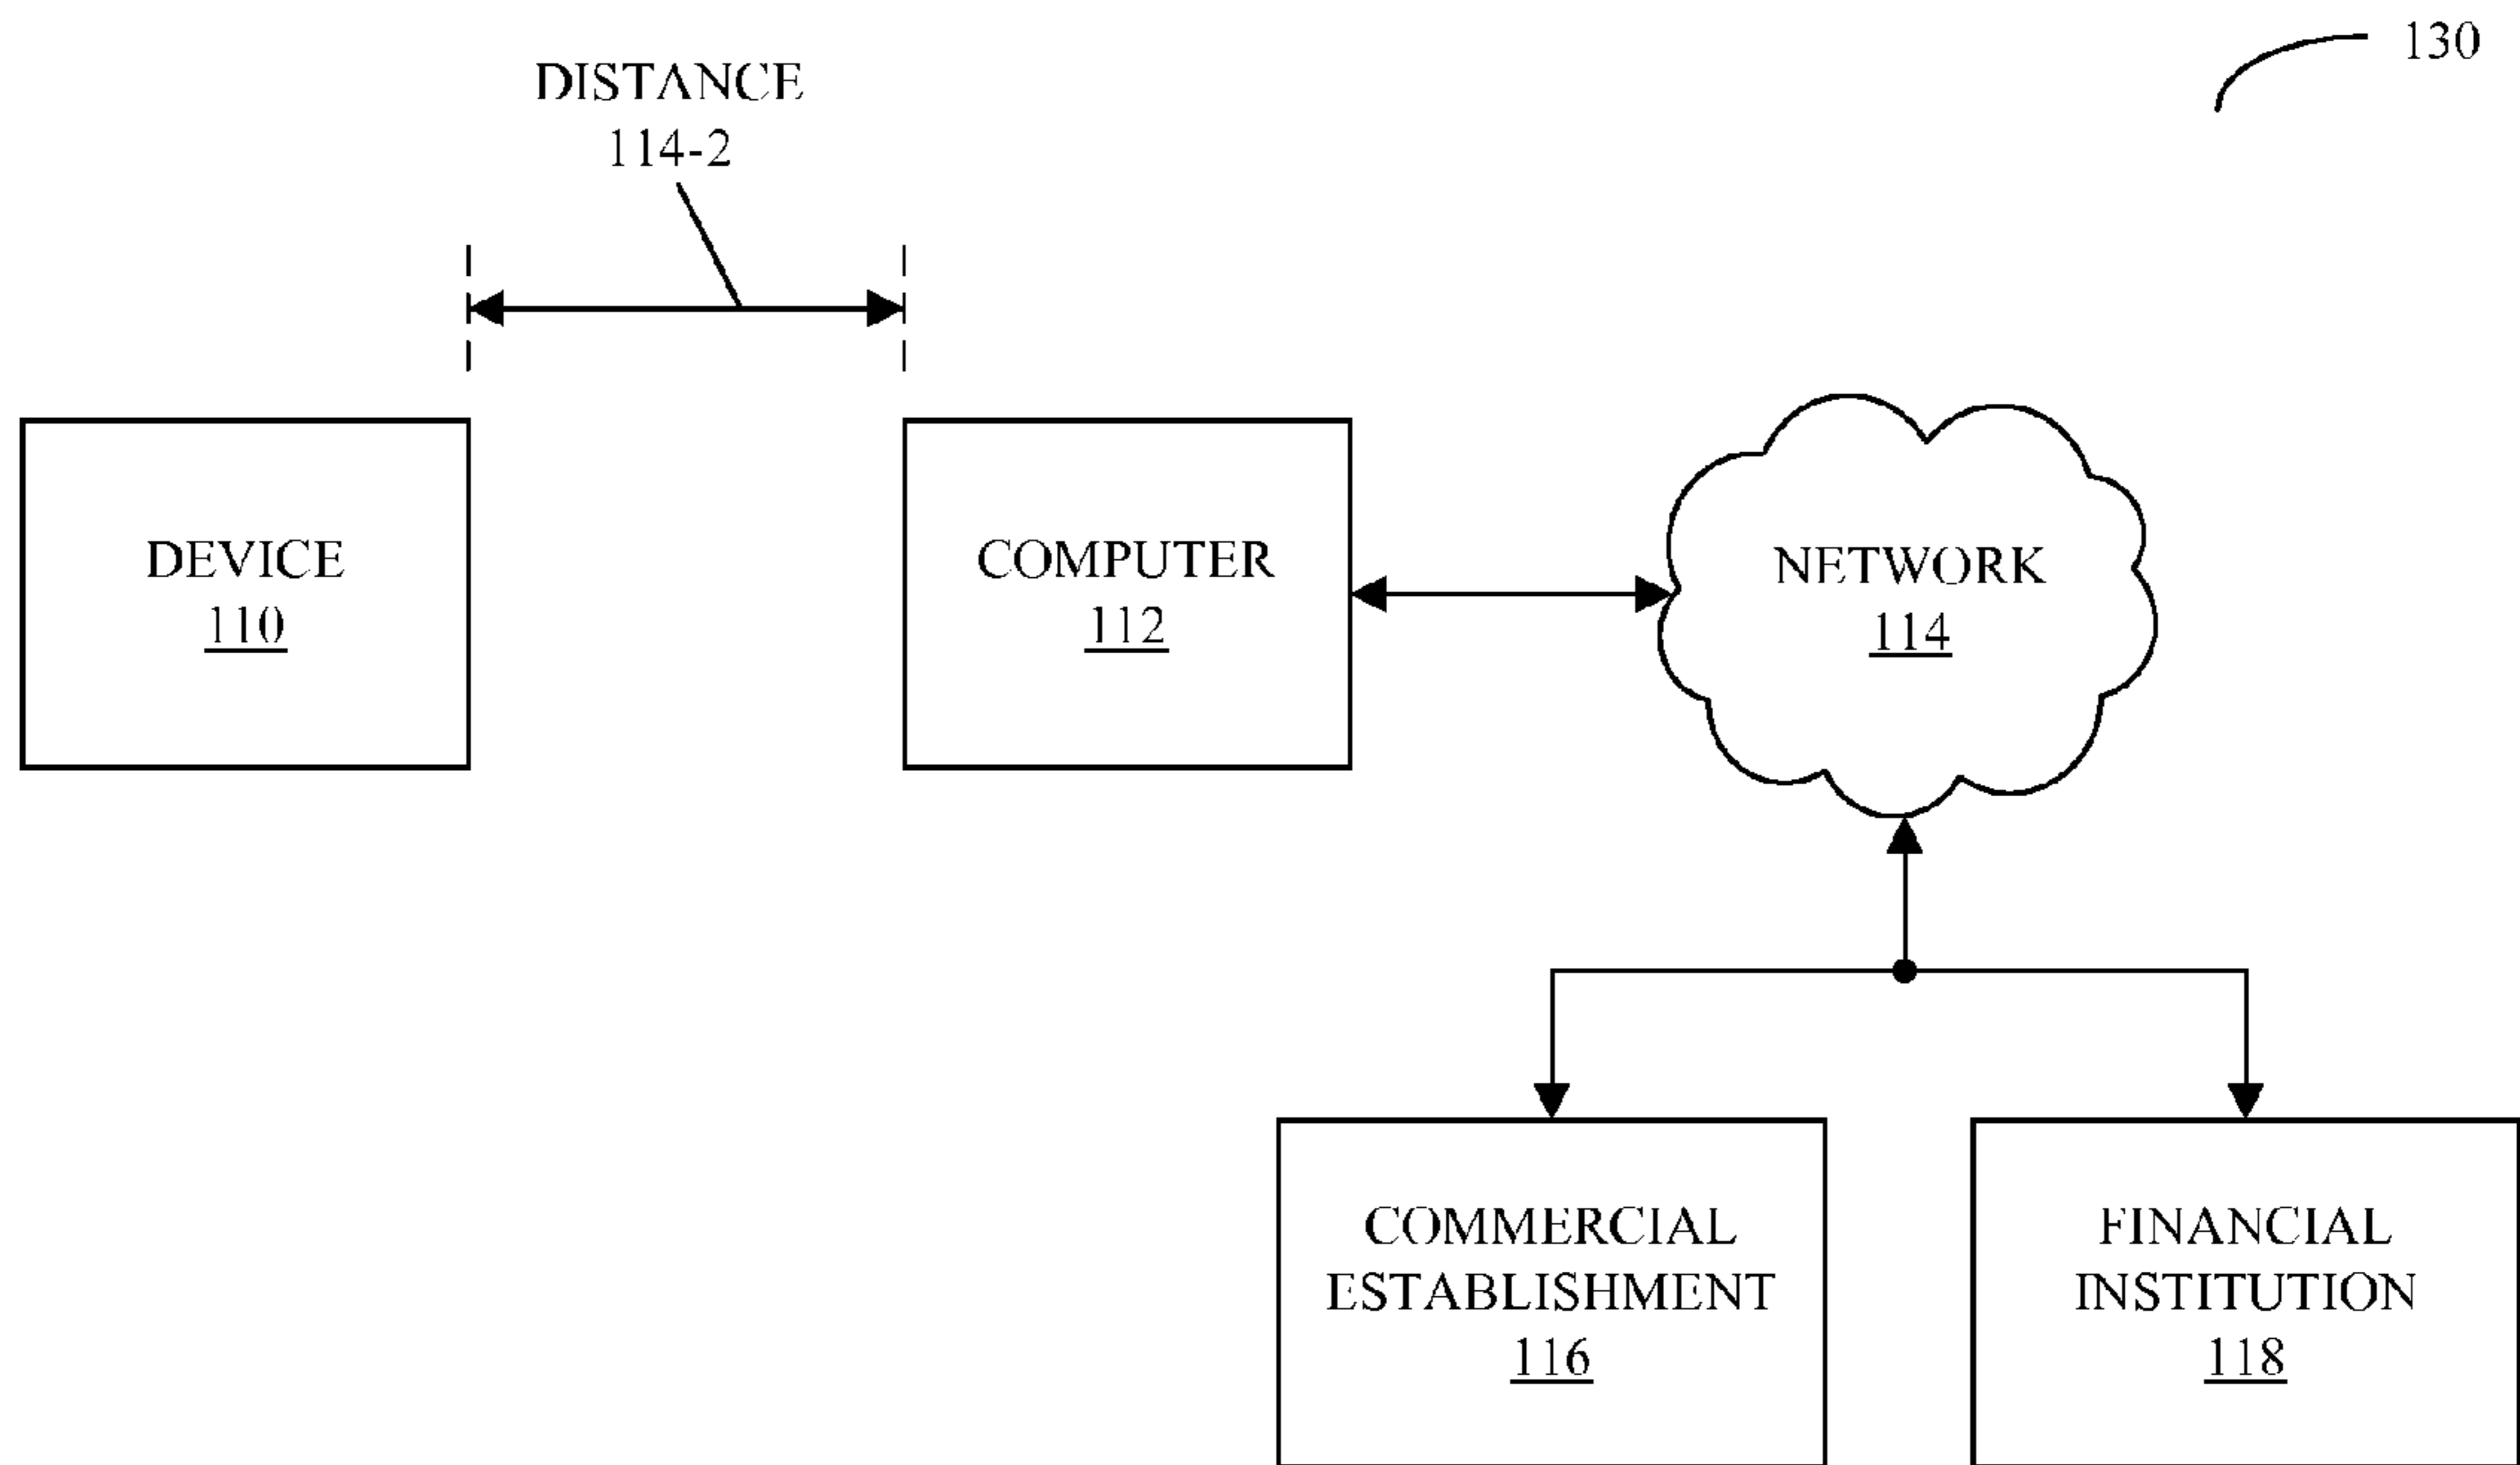 130
DISTANCE
114-2
DEVICE
110
COMPUTER
112
NETWORK
114
COMMERCIAL
ESTABLISHMENT
116
FINANCIAL
INSTITUTION
118